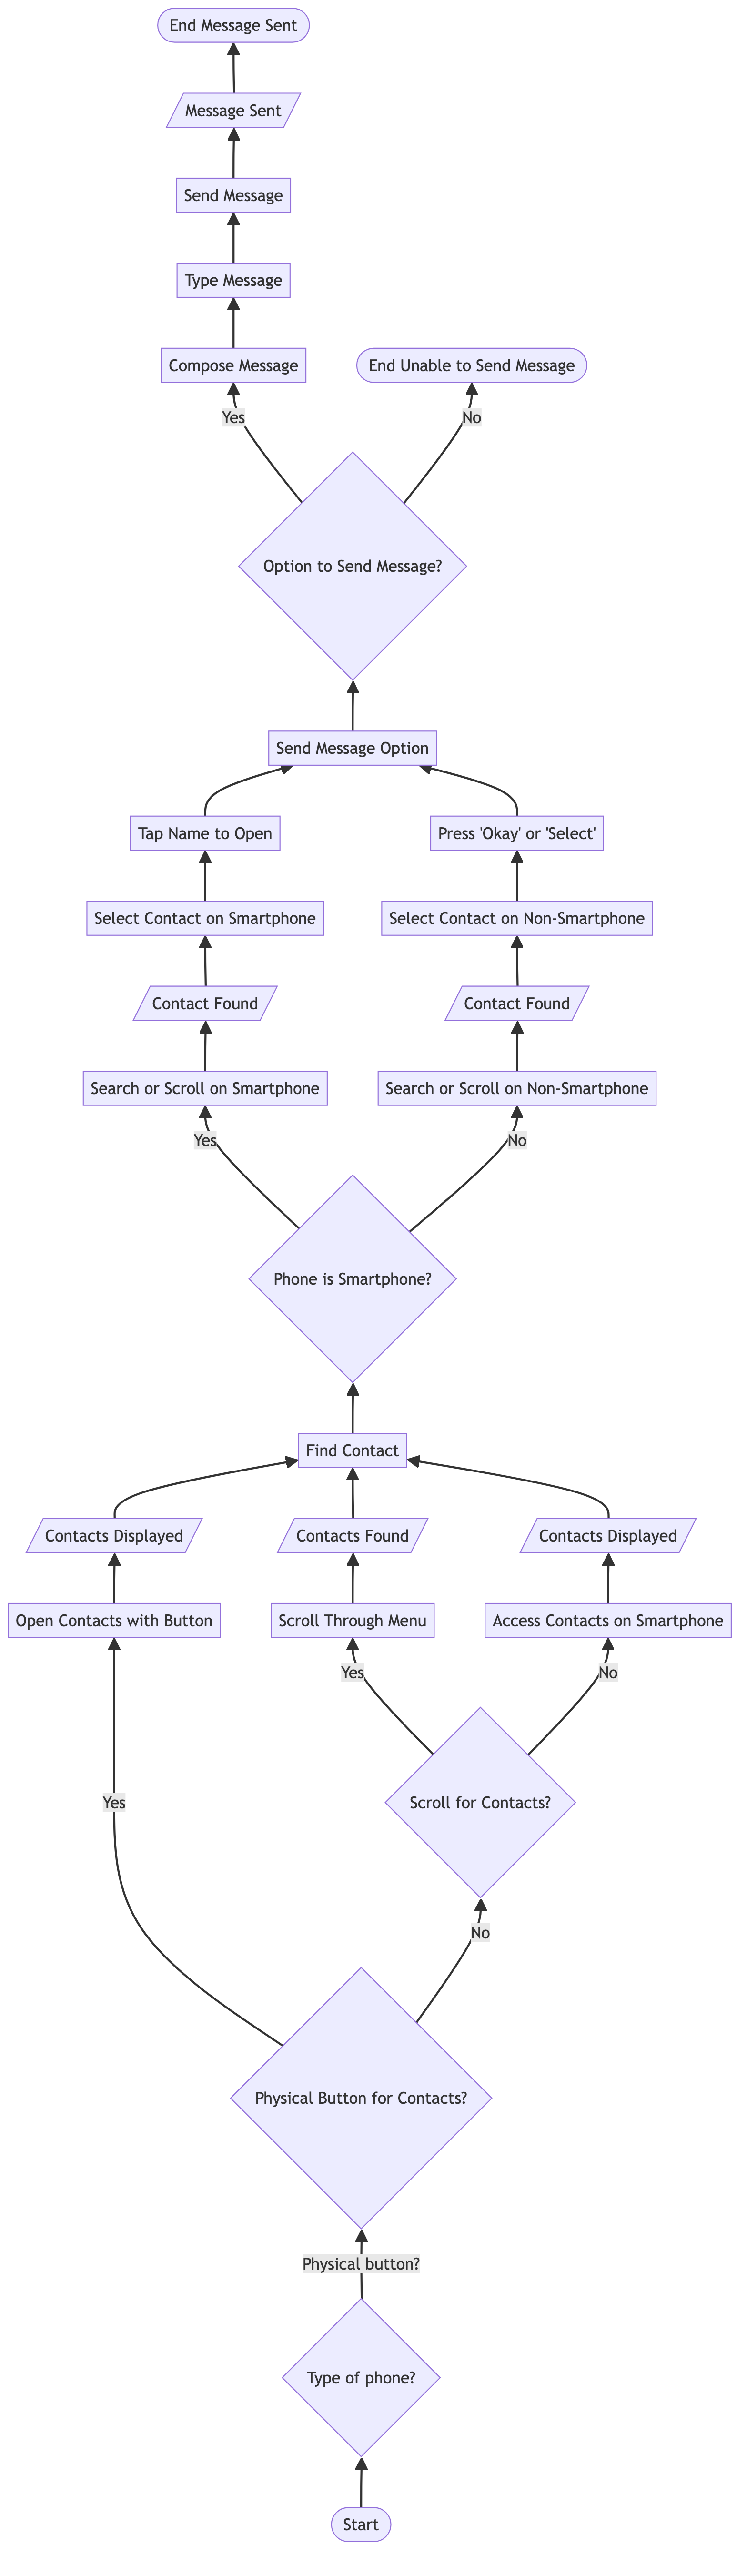 End Message Sent
Message Sent
Send Message
Type Message
Compose Message
End Unable to Send Message
Yes
No
Option to Send Message?
Send Message Option
Tap Name to Open
Press 'Okay' or 'Select'
Select Contact on Smartphone
Select Contact on Non-Smartphone
Contact Found
Contact Found
Search or Scroll on Smartphone
Search or Scroll on Non-Smartphone
Yes
No
Phone is Smartphone?
Find Contact
Contacts Displayed
Contacts Found
Contacts Displayed
Open Contacts with Button
Scroll Through Menu
Access Contacts on Smartphone
Yes
No
Scroll for Contacts?
Yes
No
Physical Button for Contacts?
Physical button?
Type of phone?
Start